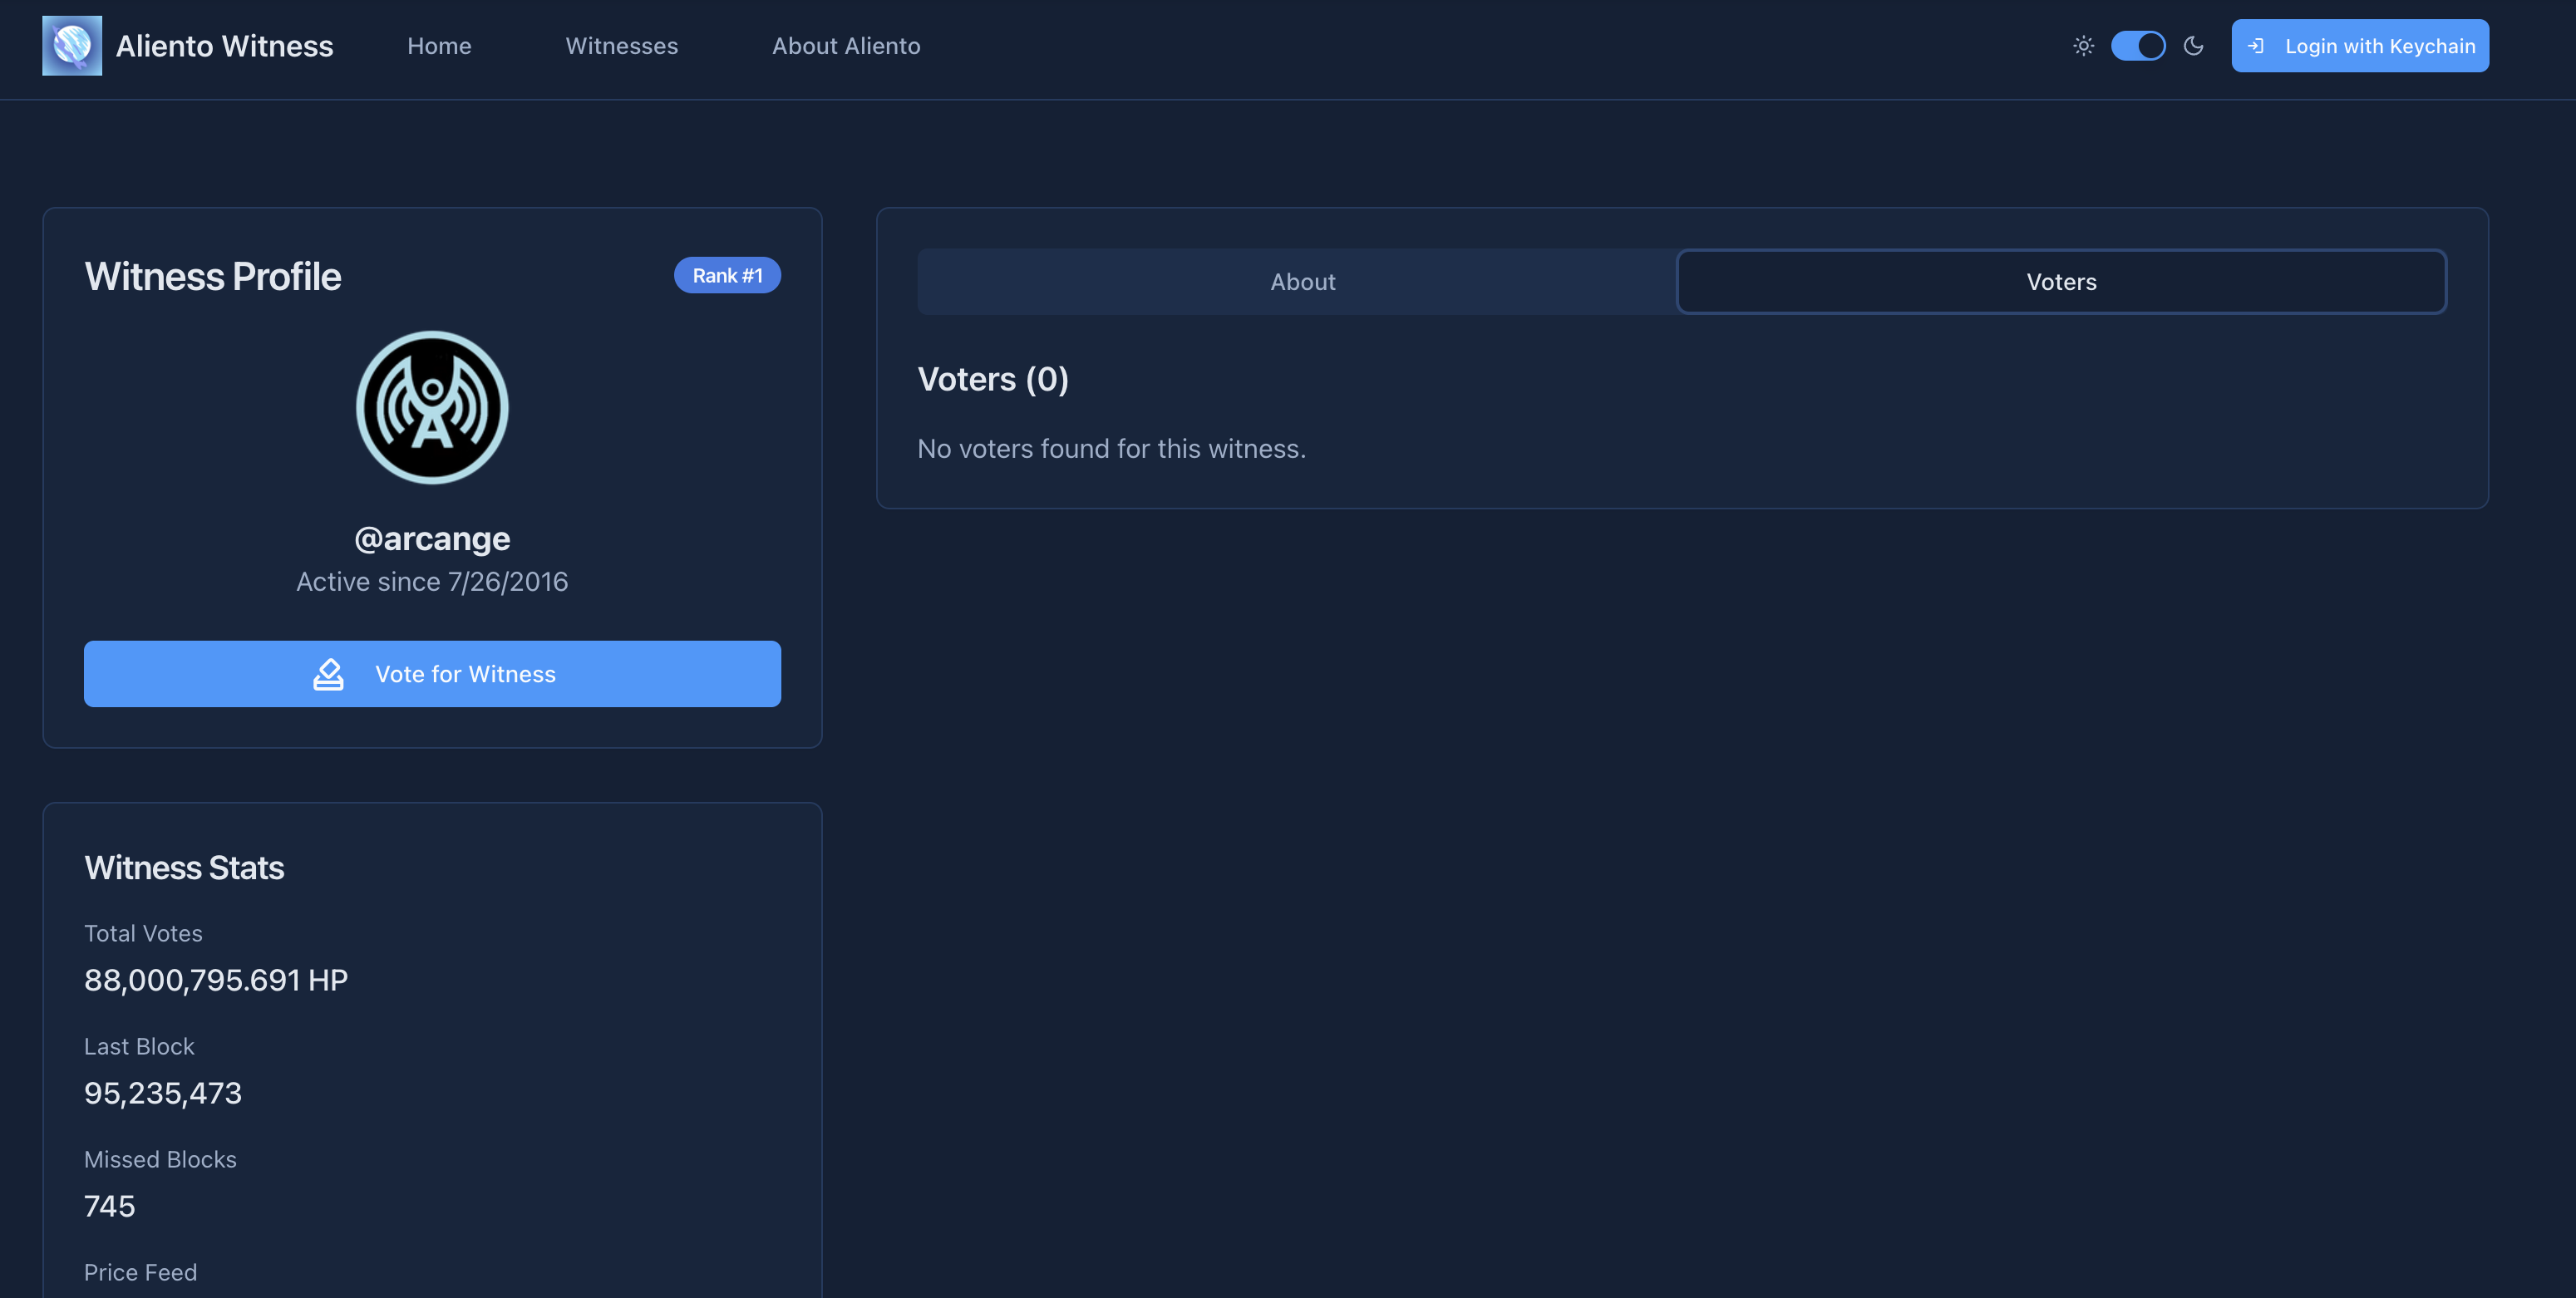 Aliento Witness
Home
Witnesses
About Aliento
Login with Keychain
Witness Profile
Rank #1
A
@arcange
Active since 7/26/2016
Vote for Witness
Witness Stats
Total Votes
88,000,795.691 HP
Last Block
95,235,473
Missed Blocks
745
Price Feed
About
Voters
Voters (0)
No voters found for this witness.